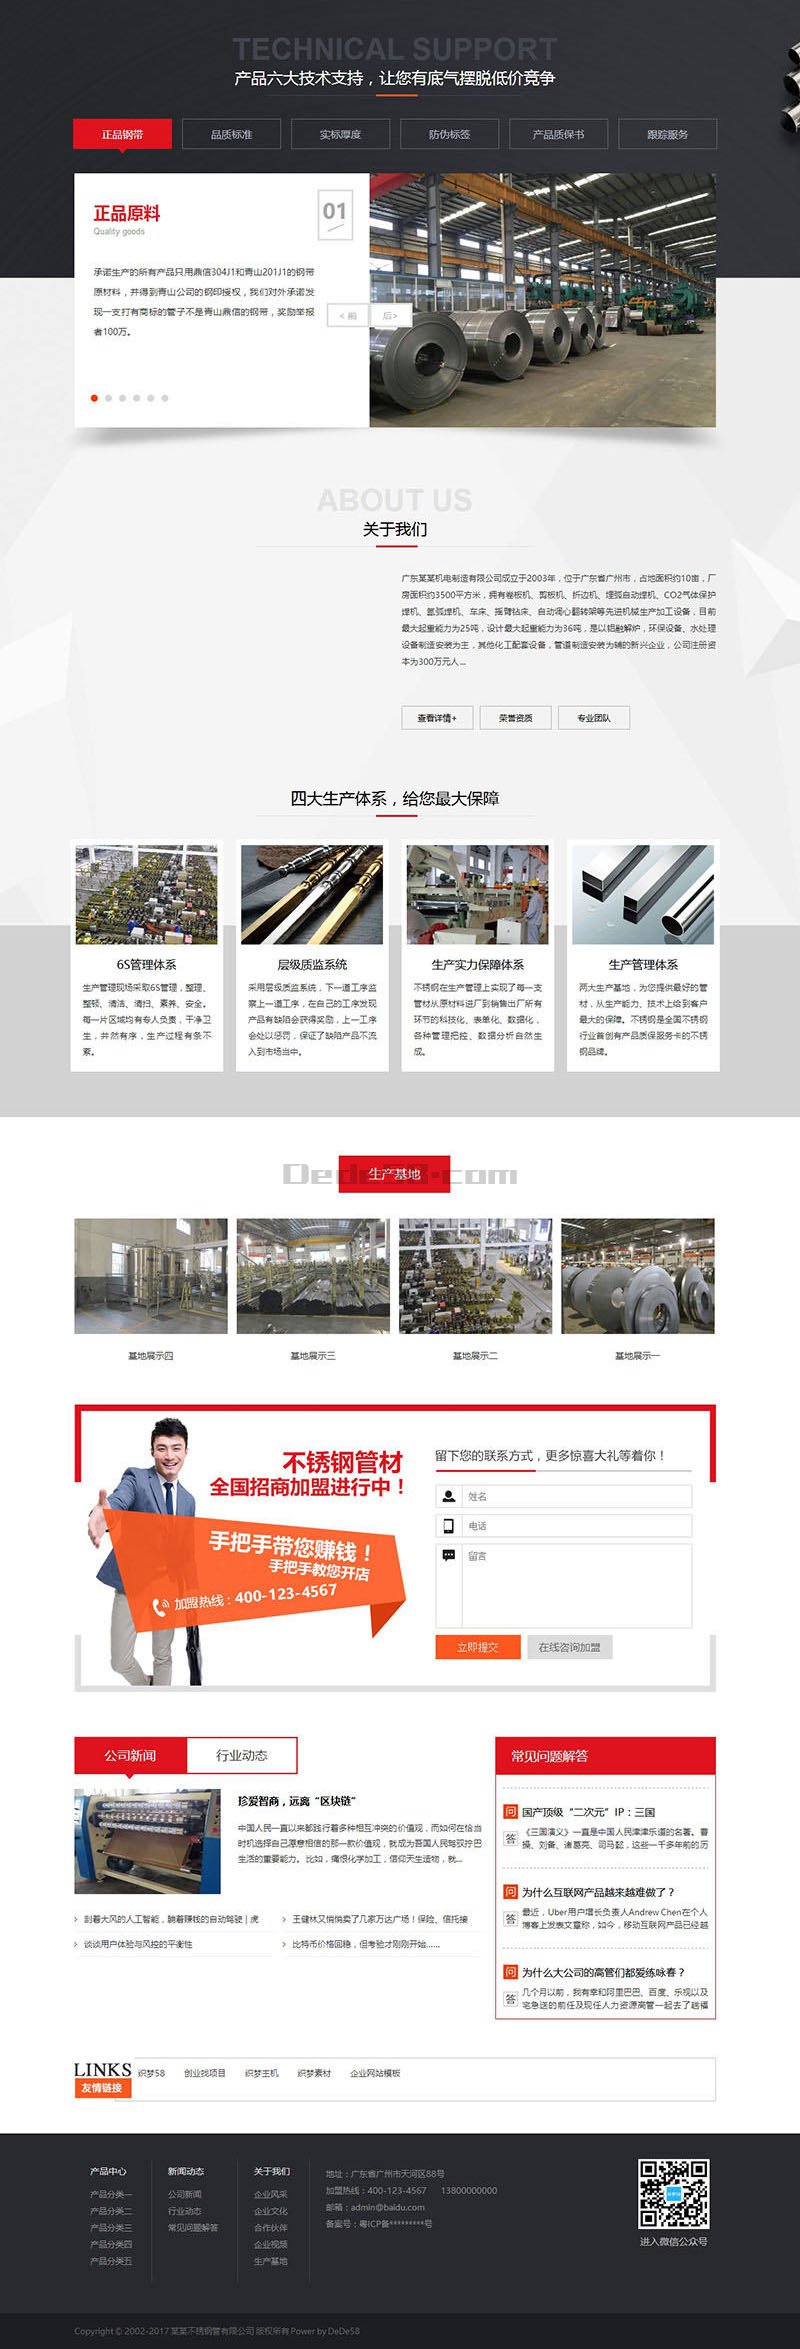 TECHNICAL SUPPORT
产品六大技术支持，让您有底气摆脱低价竞争
正品钢带 品质标准 实标厚度 防伪标签 产品质保书 跟踪服务
正品原料
Quality goods
01
承诺生产的所有产品只用鼎信304J1和青山201J1的钢带
原材料，并得到青山公司的钢印授权，我们对外承诺发
现一支打有商标的管子不是青山鼎信的钢带，奖励举报
者100万。
< 前 后>
ABOUT US
关于我们
广东某某机电制造有限公司成立于2003年，位于广东省广州市，占地面积约10亩，厂
房面积约3500平方米，拥有卷板机、剪板机、折边机、埋弧自动焊机、CO2气体保护
焊机、氩弧焊机、车床、摇臂钻床、自动调心翻转架等先进机械生产加工设备，目前
最大起重能力为25吨，设计最大起重能力为36吨，是以铝融解炉，环保设备、水处理
设备制造安装为主，其他化工配套设备，管道制造安装为辅的新兴企业，公司注册资
本为300万元人...
查看详情+ 荣誉资质 专业团队
四大生产体系，给您最大保障
6S管理体系
生产管理现场采取6S管理，整理、
整顿、清洁、清扫、素养、安全。
每一片区域均有专人负责，干净卫
生，井然有序，生产过程有条不
紊。
层级质监系统
采用层级质监系统，下一道工序监
察上一道工序，在自己的工序发现
产品有缺陷会获得奖励，上一工序
会处以惩罚，保证了缺陷产品不流
入到市场当中。
生产实力保障体系
不锈钢在生产管理上实现了每一支
管材从原材料进厂到销售出厂所有
环节的科技化、表单化、数据化，
各种管理把控、数据分析自然生
成。
生产管理体系
两大生产基地，为您提供最好的管
材，从生产能力、技术上给到客户
最大的保障。不锈钢是全国不锈钢
行业首创有产品质保服务卡的不锈
钢品牌。
Dede58.com
生产基地
基地展示四 基地展示三 基地展示二 基地展示一
不锈钢管材
全国招商加盟进行中！
手把手带您赚钱！
手把手教您开店
加盟热线：400-123-4567
留下您的联系方式，更多惊喜大礼等着你！
姓名
电话
留言
立即提交 在线咨询加盟
公司新闻 行业动态
珍爱智商，远离“区块链”
中国人民一直以来都践行着多种相互冲突的价值观，而如何在恰当
时机选择自己愿意相信的那一款价值观，就成为吾国人民驾驭拧巴
生活的重要能力。 比如，痛恨化学加工，信仰天生造物，就...
刮着大风的人工智能，躺着赚钱的自动驾驶 | 虎
王健林又悄悄卖了几家万达广场！保险、信托接
谈谈用户体验与风控的平衡性
比特币价格回稳，但考验才刚刚开始......
常见问题解答
问 国产顶级“二次元”IP：三国
答 《三国演义》一直是中国人民津津乐道的名著。曹
操、刘备、诸葛亮、司马懿，这些一千多年前的历
问 为什么互联网产品越来越难做了？
答 最近，Uber用户增长负责人Andrew Chen在个人
博客上发表文章称，如今，移动互联网产品已经越
问 为什么大公司的高管们都爱练咏春？
答 几个月以前，我有幸和阿里巴巴、百度、乐视以及
宅急送的前任及现任人力资源高管一起去了趟福
LINKS
友情链接
织梦58 创业找项目 织梦主机 织梦素材 企业网站模板
产品中心
产品分类一
产品分类二
产品分类三
产品分类四
产品分类五
新闻动态
公司新闻
行业动态
常见问题解答
关于我们
企业风采
企业文化
合作伙伴
企业视频
生产基地
地址：广东省广州市天河区88号
加盟热线：400-123-4567 13800000000
邮箱：admin@baidu.com
备案号：粤ICP备*********号
进入微信公众号
Copyright © 2002-2017 某某不锈钢管有限公司 版权所有 Power by DeDe58